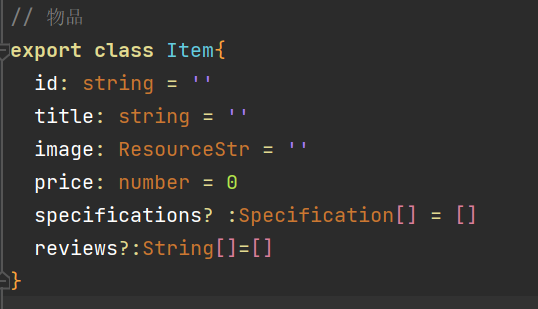 // 物品
export class Item{
  id: string = ''
  title: string = ''
  image: ResourceStr = ''
  price: number = 0
  specifications? :Specification[] = []
  reviews?:String[]=[]
}